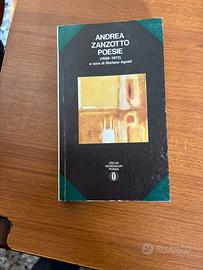 ANDREA
ZANZOTTO
POESIE
(1938-1972)
a cura di Stefano Agosti
OSCAR
MONDADORI
POESIA
subito